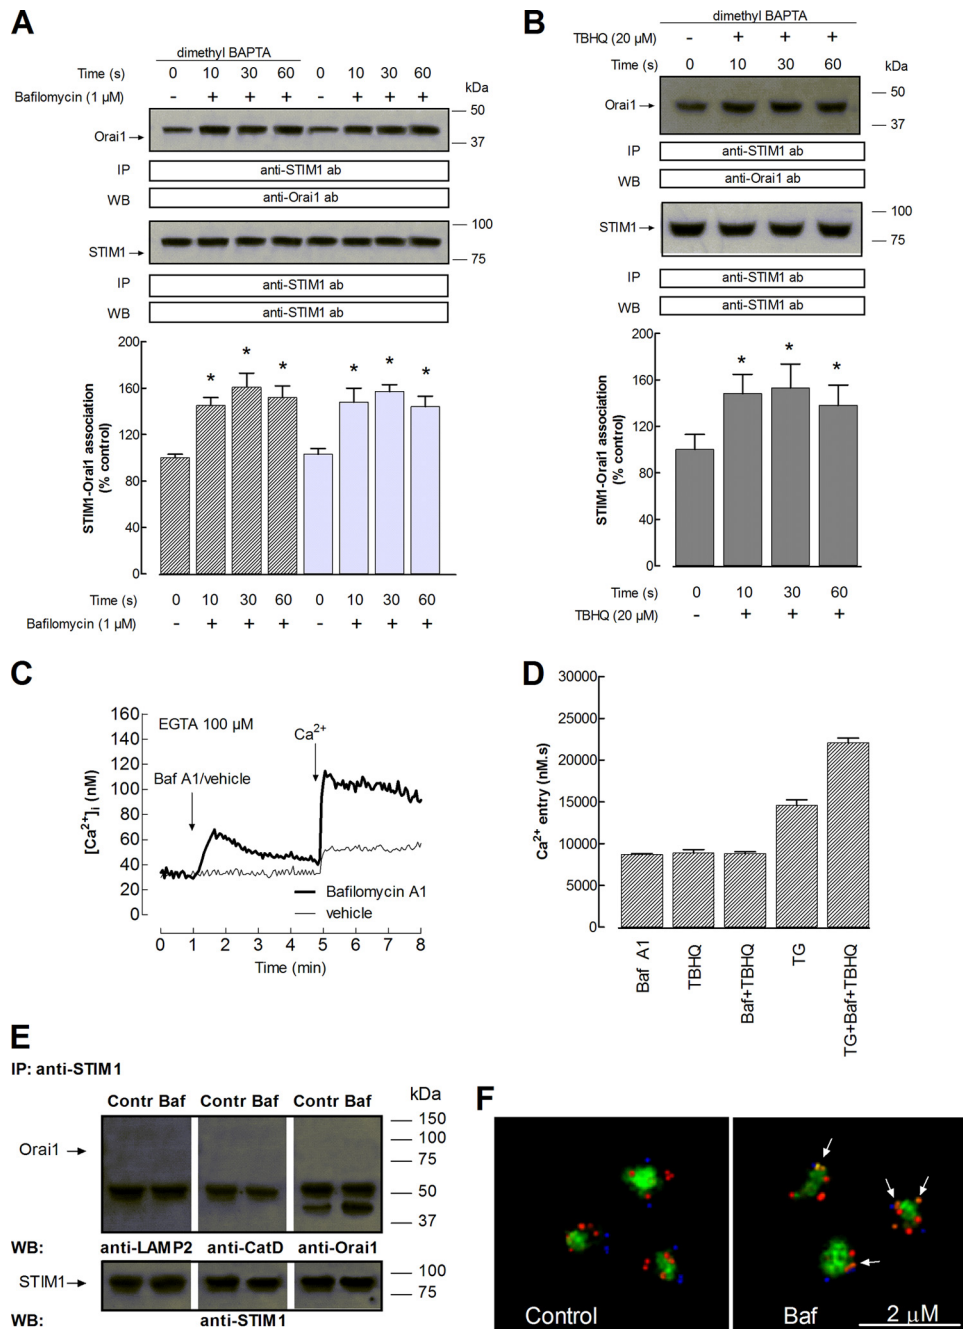 A
dimethyl BAPTA
Time (s) 0 10 30 60 0 10 30 60 kDa
Bafilomycin (1 µM) - + + + - + + +
50
Orai1
37
IP anti-STIM1 ab
WB anti-Orai1 ab
100
STIM1
75
IP anti-STIM1 ab
WB anti-STIM1 ab
STIM1-Orai1 association
(% control)
200
160
120
80
40
0
* * * * * *
Time (s) 0 10 30 60 0 10 30 60
Bafilomycin (1 µM) - + + + - + + +
B
dimethyl BAPTA
TBHQ (20 µM) - + + +
Time (s) 0 10 30 60 kDa
50
Orai1
37
IP anti-STIM1 ab
WB anti-Orai1 ab
100
STIM1
75
IP anti-STIM1 ab
WB anti-STIM1 ab
STIM1-Orai1 association
(% control)
200
160
120
80
40
0
* * *
Time (s) 0 10 30 60
TBHQ (20 µM) - + + +
C
[Ca²⁺]i (nM)
160
140
120
100
80
60
40
20
0
EGTA 100 µM
Ca²⁺
Baf A1/vehicle
Bafilomycin A1
vehicle
0 1 2 3 4 5 6 7 8
Time (min)
D
Ca²⁺ entry (nM.s)
30000
25000
20000
15000
10000
5000
0
Baf A1
TBHQ
Baf+TBHQ
TG
TG+Baf+TBHQ
E
IP: anti-STIM1
Contr Baf Contr Baf Contr Baf kDa
150
100
Orai1
75
50
37
WB: anti-LAMP2 anti-CatD anti-Orai1
100
STIM1
75
WB: anti-STIM1
F
Control
Baf
2 µM